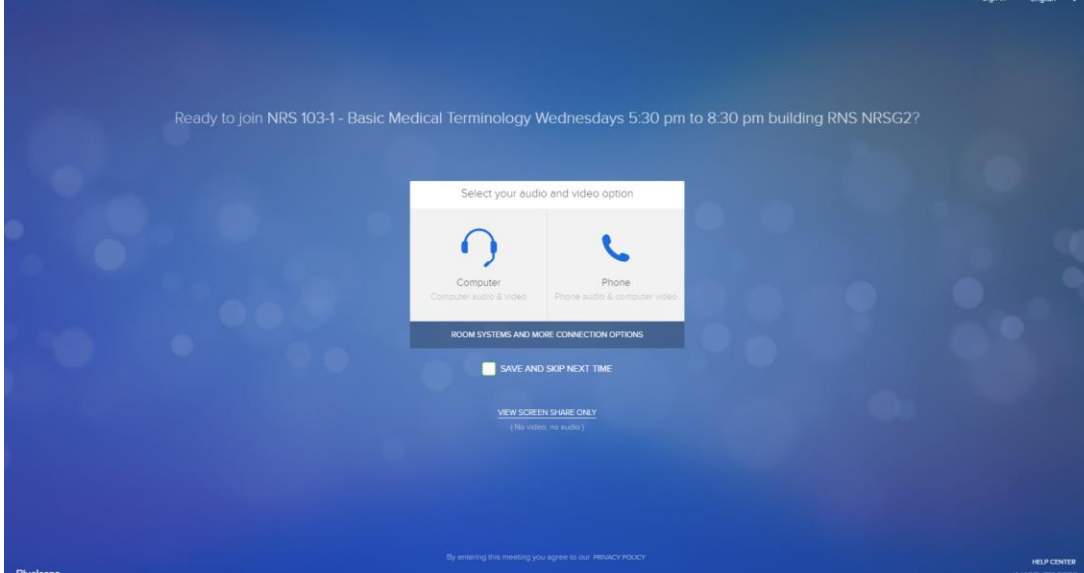 Ready to join NRS 103-1 - Basic Medical Terminology Wednesdays 5:30 pm to 8:30 pm building RNS NRSG2?
Select your audio and video option
Computer
Computer audio & video
Phone
Phone audio & computer video
ROOM SYSTEMS AND MORE CONNECTION OPTIONS
SAVE AND SKIP NEXT TIME
VIEW SCREEN SHARE ONLY
( No video, no audio )
By entering this meeting you agree to our PRIVACY POLICY
HELP CENTER